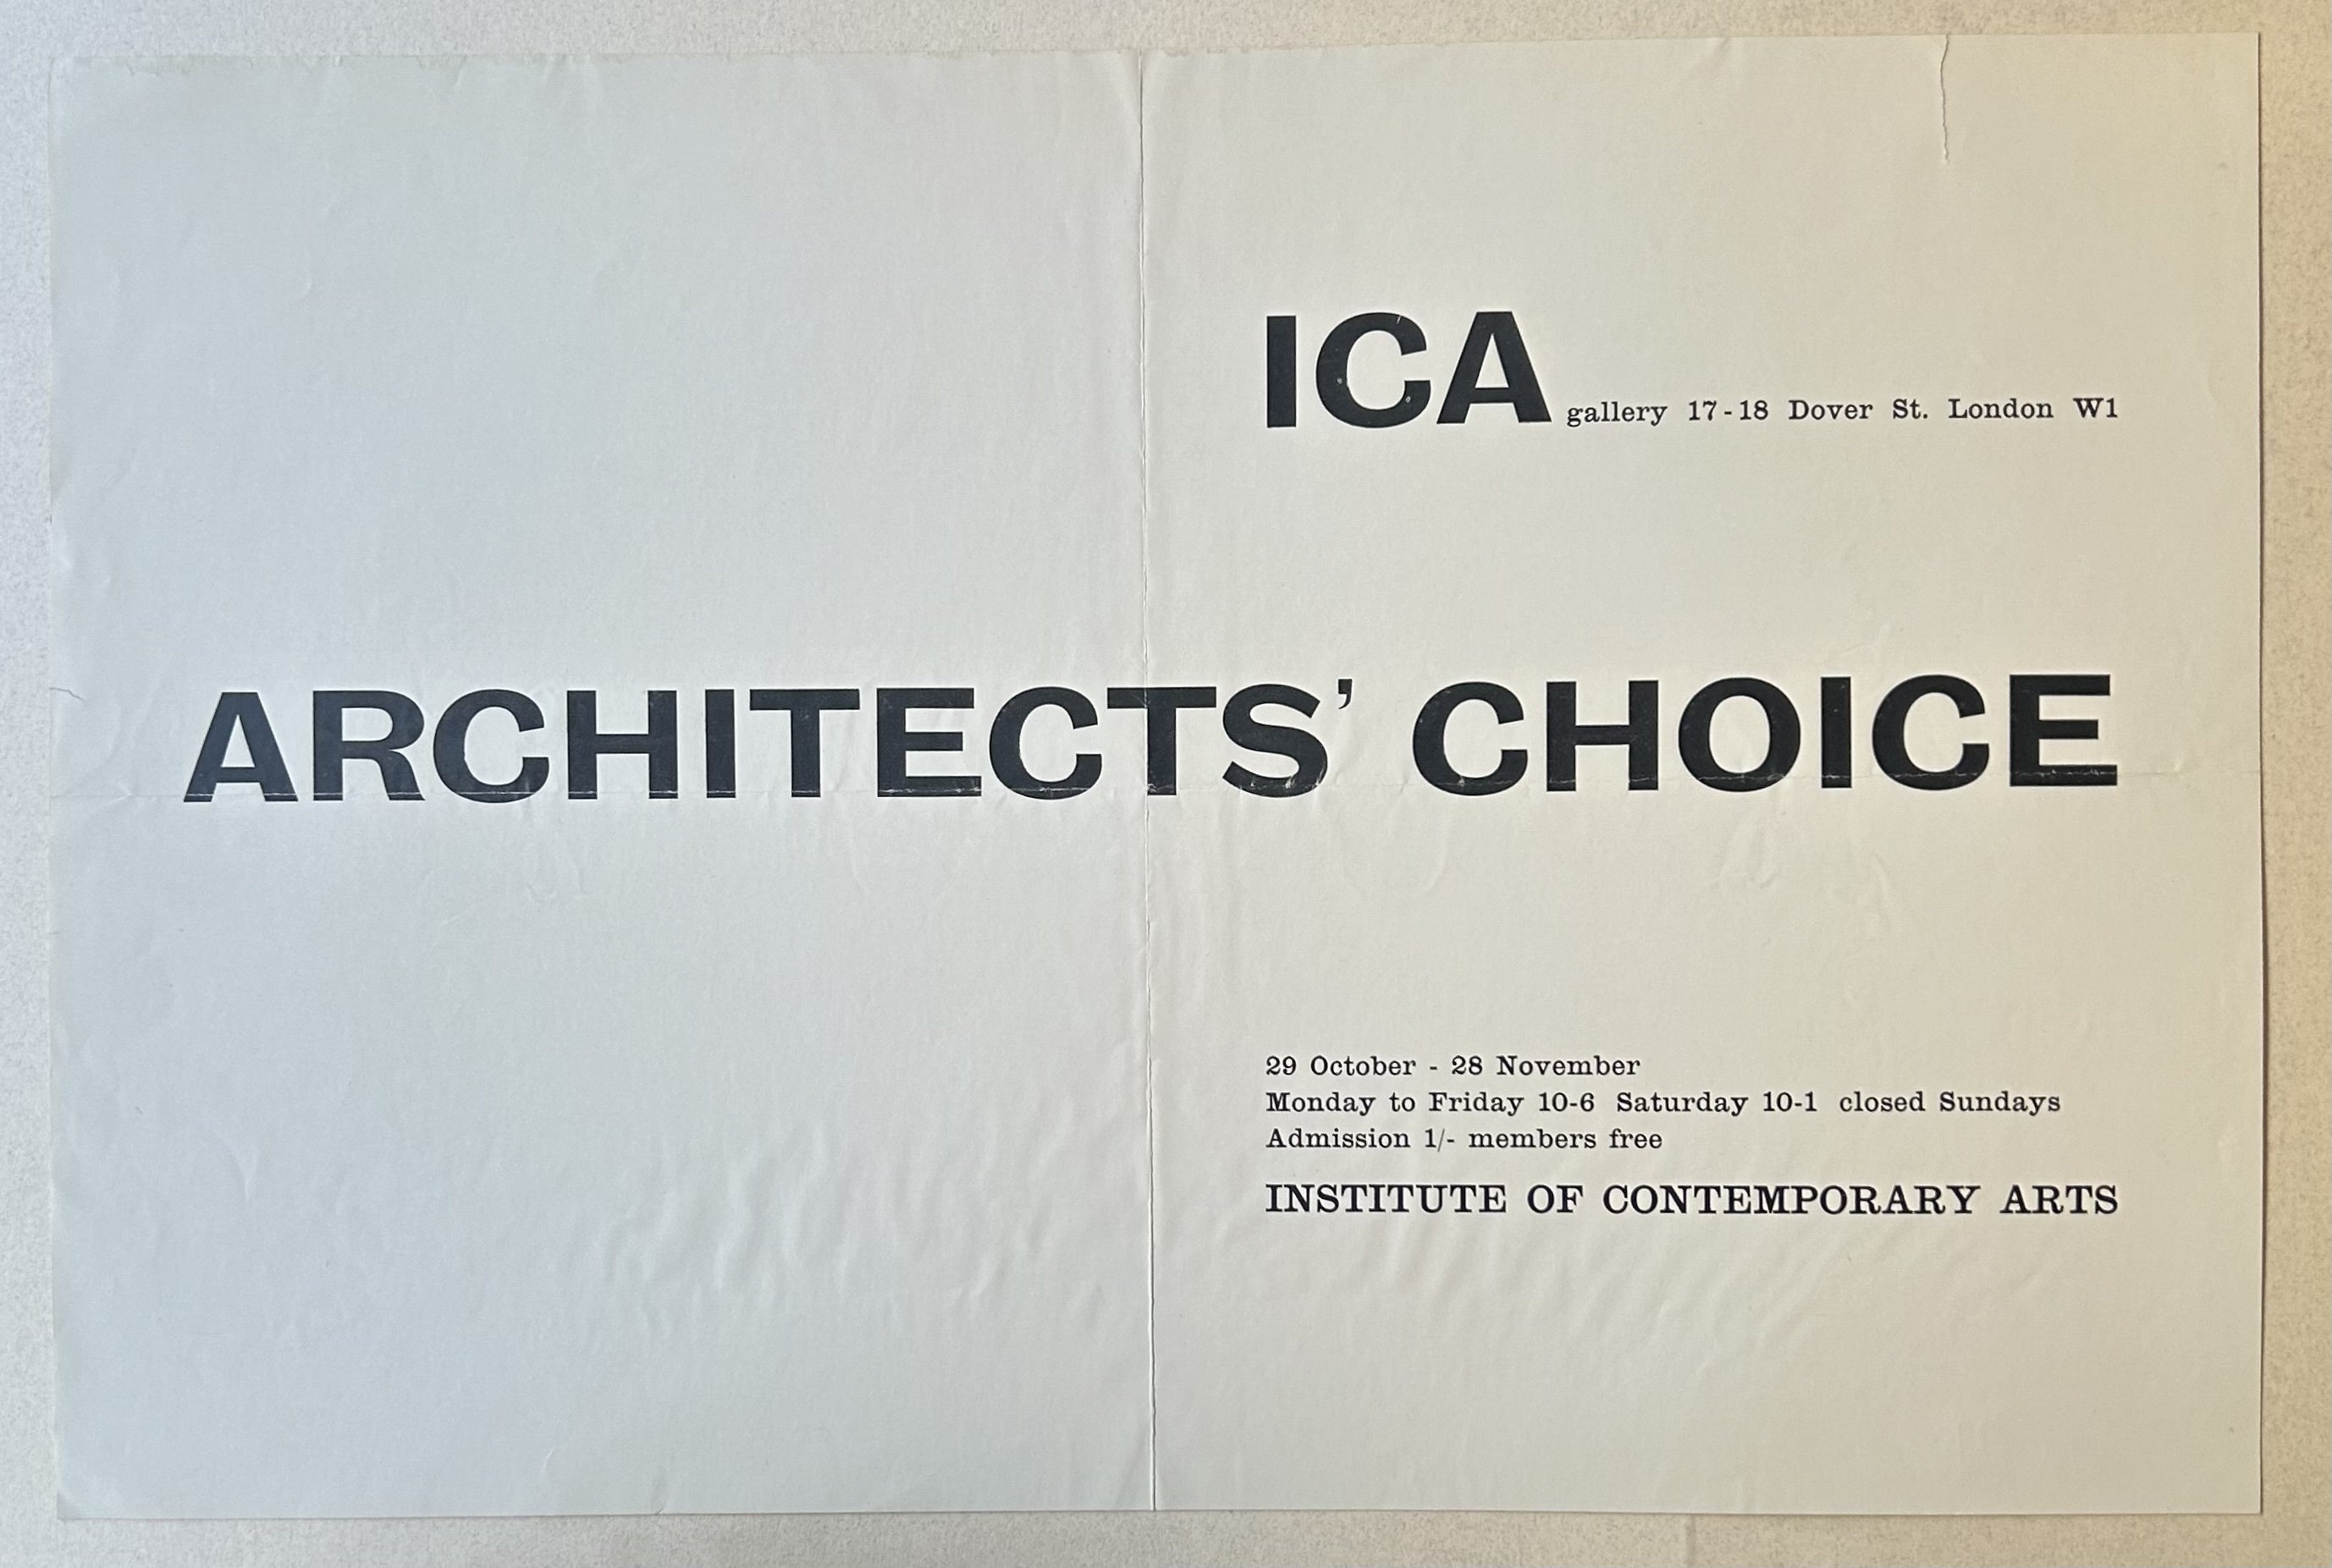 ICA gallery 17-18 Dover St. London W1
ARCHITECTS’ CHOICE
29 October - 28 November
Monday to Friday 10-6 Saturday 10-1 closed Sundays
Admission 1/- members free
INSTITUTE OF CONTEMPORARY ARTS